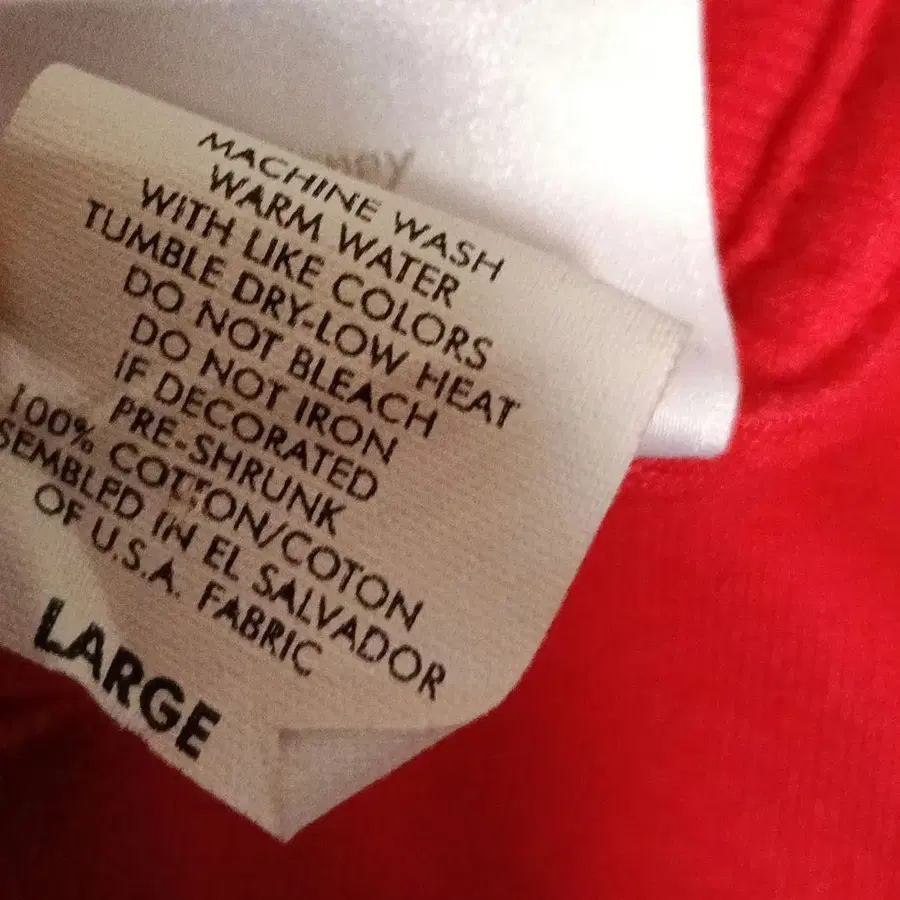 MACHINE WASH
WARM WATER
WITH LIKE COLORS
TUMBLE DRY-LOW HEAT
DO NOT BLEACH
DO NOT IRON
IF DECORATED
PRE-SHRUNK
100% COTTON/COTON
SEMBLED IN EL SALVADOR
OF U.S.A. FABRIC
LARGE